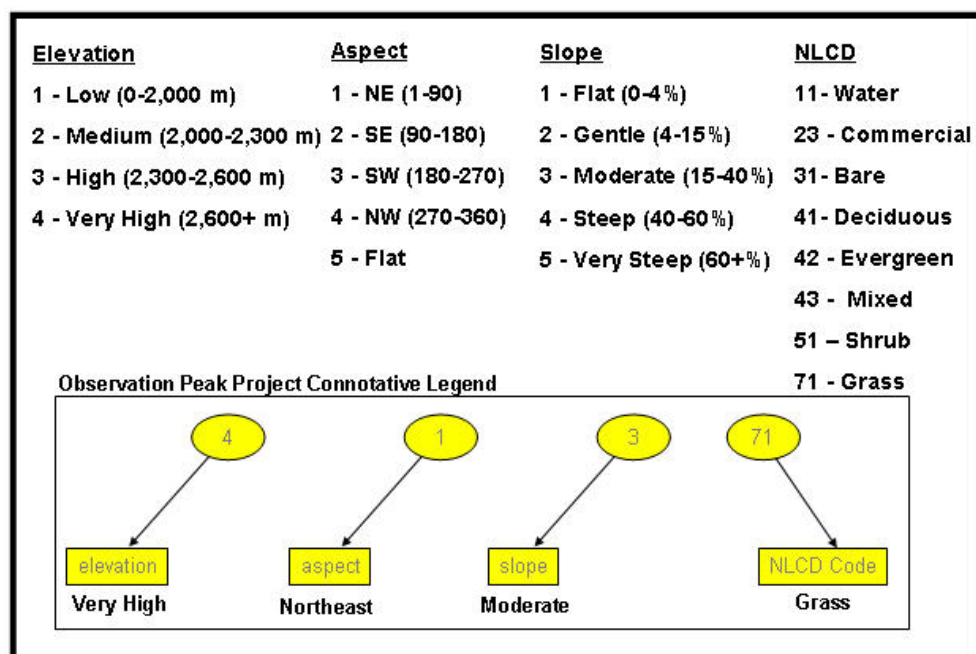 Elevation
1 - Low (0-2,000 m)
2 - Medium (2,000-2,300 m)
3 - High (2,300-2,600 m)
4 - Very High (2,600+ m)
Aspect
1 - NE (1-90)
2 - SE (90-180)
3 - SW (180-270)
4 - NW (270-360)
5 - Flat
Slope
1 - Flat (0-4%)
2 - Gentle (4-15%)
3 - Moderate (15-40%)
4 - Steep (40-60%)
5 - Very Steep (60+%)
NLCD
11- Water
23 - Commercial
31- Bare
41- Deciduous
42 - Evergreen
43 - Mixed
51 – Shrub
71 - Grass
Observation Peak Project Connotative Legend
4 1 3 71
elevation aspect slope NLCD Code
Very High Northeast Moderate Grass